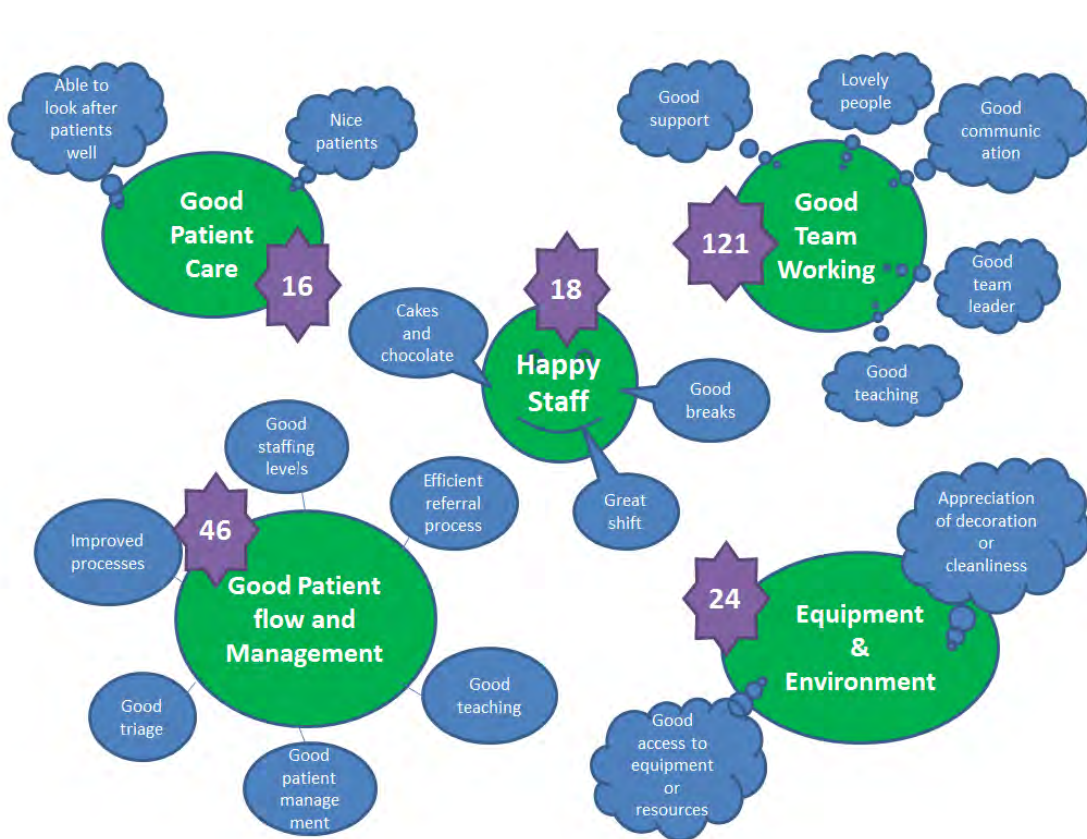 Able to
look after
patients
well
Nice
patients
Good
Patient
Care
16
Good
support
Lovely
people
Good
communic
ation
Good
Team
Working
121
Good
team
leader
Good
teaching
18
Happy
Staff
Cakes
and
chocolate
Good
breaks
Great
shift
Good
staffing
levels
Efficient
referral
process
Improved
processes
46
Good Patient
flow and
Management
Good
triage
Good
patient
manage
ment
Good
teaching
Appreciation
of decoration
or
cleanliness
24
Equipment
&
Environment
Good
access to
equipment
or
resources